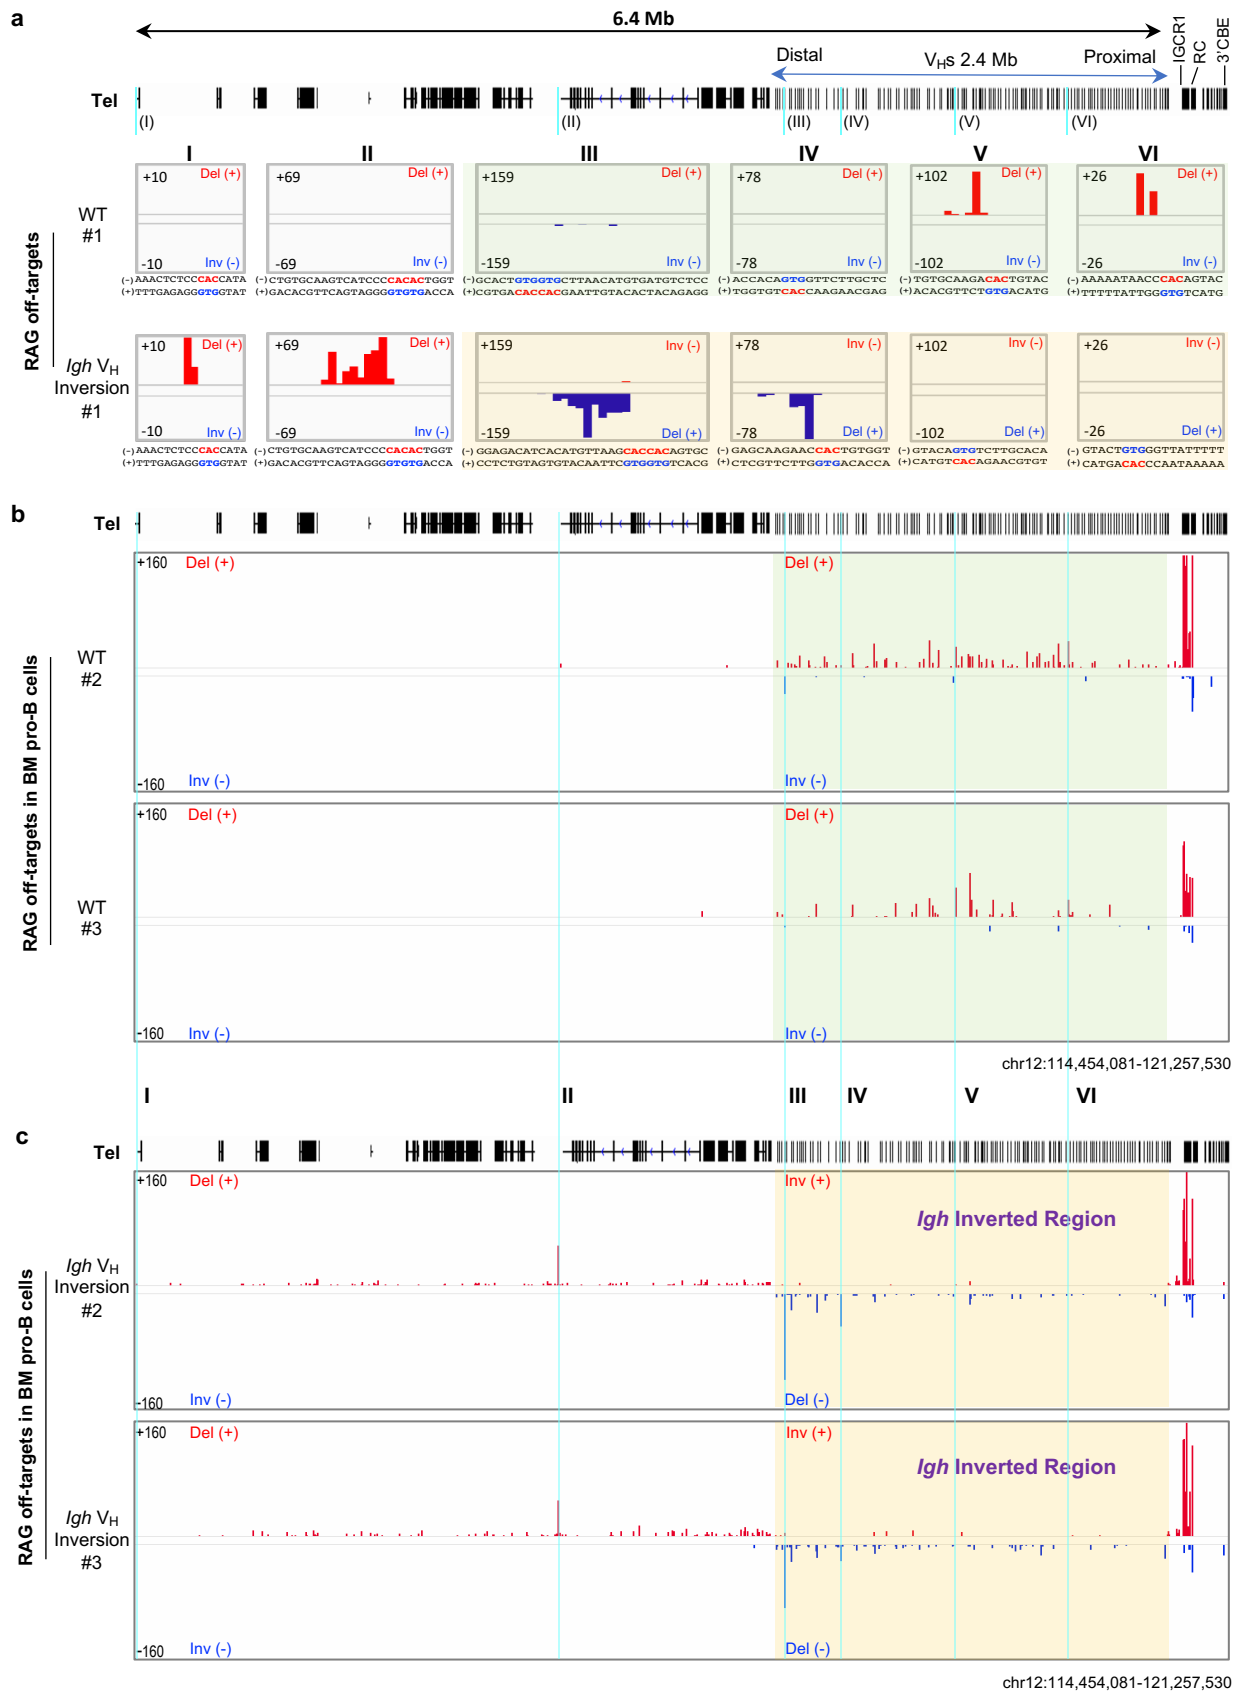 a
6.4 Mb
IGCR1
RC
3'CBE
Distal
VHs 2.4 Mb
Proximal
Tel
(I)
(II)
(III)
(IV)
(V)
(VI)
I
II
III
IV
V
VI
RAG off-targets
WT
#1
+10 Del (+)
-10 Inv (-)
(-)AAACTCTCCCACCATA
(+)TTTGAGAGGGTGGTAT
+69 Del (+)
-69 Inv (-)
(-)CTGTGCAAGTCATCCCCACACTGGT
(+)GACACGTTCAGTAGGGGTGTGACCA
+159 Del (+)
-159 Inv (-)
(-)GCACTGTGGTGCTTAACATGTGATGTCTCC
(+)CGTGACACCACGAATTGTACACTACAGAGG
+78 Del (+)
-78 Inv (-)
(-)ACCACAGTGGTTCTTGCTC
(+)TGGTGTCACCAAGAACGAG
+102 Del (+)
-102 Inv (-)
(-)TGTGCAAGACACTGTAC
(+)ACACGTTCTGTGACATG
+26 Del (+)
-26 Inv (-)
(-)AAAAATAACCCACAGTAC
(+)TTTTTATTGGGTGTCATG
Igh VH
Inversion
#1
+10 Del (+)
-10 Inv (-)
(-)AAACTCTCCCACCATA
(+)TTTGAGAGGGTGGTAT
+69 Del (+)
-69 Inv (-)
(-)CTGTGCAAGTCATCCCCACACTGGT
(+)GACACGTTCAGTAGGGGTGTGACCA
+159 Inv (-)
-159 Del (+)
(-)GGAGACATCACATGTTAAGCACCACAGTGC
(+)CCTCTGTAGTGTACAATTCGTGGTGTCACG
+78 Inv (-)
-78 Del (+)
(-)GAGCAAGAACCACTGTGGT
(+)CTCGTTCTTGGTGACACCA
+102 Inv (-)
-102 Del (+)
(-)GTACAGTGTCTTGCACA
(+)CATGTCACAGAACGTGT
+26 Inv (-)
-26 Del (+)
(-)GTACTGTGGGTTATTTTT
(+)CATGACACCCAATAAAAA
b
Tel
RAG off-targets in BM pro-B cells
WT
#2
+160 Del (+) Del (+)
-160 Inv (-) Inv (-)
WT
#3
+160 Del (+) Del (+)
-160 Inv (-) Inv (-)
chr12:114,454,081-121,257,530
I
II
III
IV
V
VI
c
Tel
RAG off-targets in BM pro-B cells
Igh VH
Inversion
#2
+160 Del (+) Inv (+)
Igh Inverted Region
-160 Inv (-) Del (-)
Igh VH
Inversion
#3
+160 Del (+) Inv (+)
Igh Inverted Region
-160 Inv (-) Del (-)
chr12:114,454,081-121,257,530